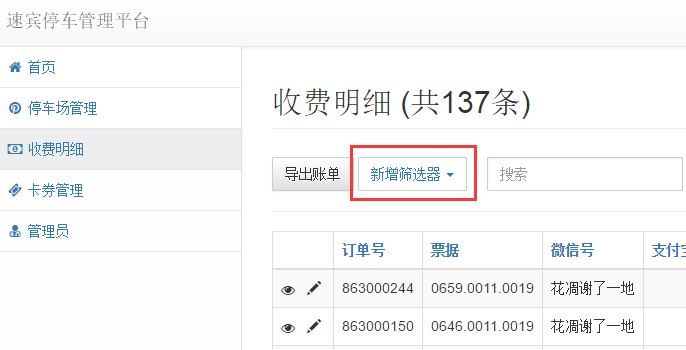 速宾停车管理平台
首页
停车场管理
收费明细
卡券管理
管理员
收费明细 (共137条)
导出账单 新增筛选器 搜索
订单号 票据 微信号 支付宝
863000244 0659.0011.0019 花凋谢了一地
863000150 0646.0011.0019 花凋谢了一地